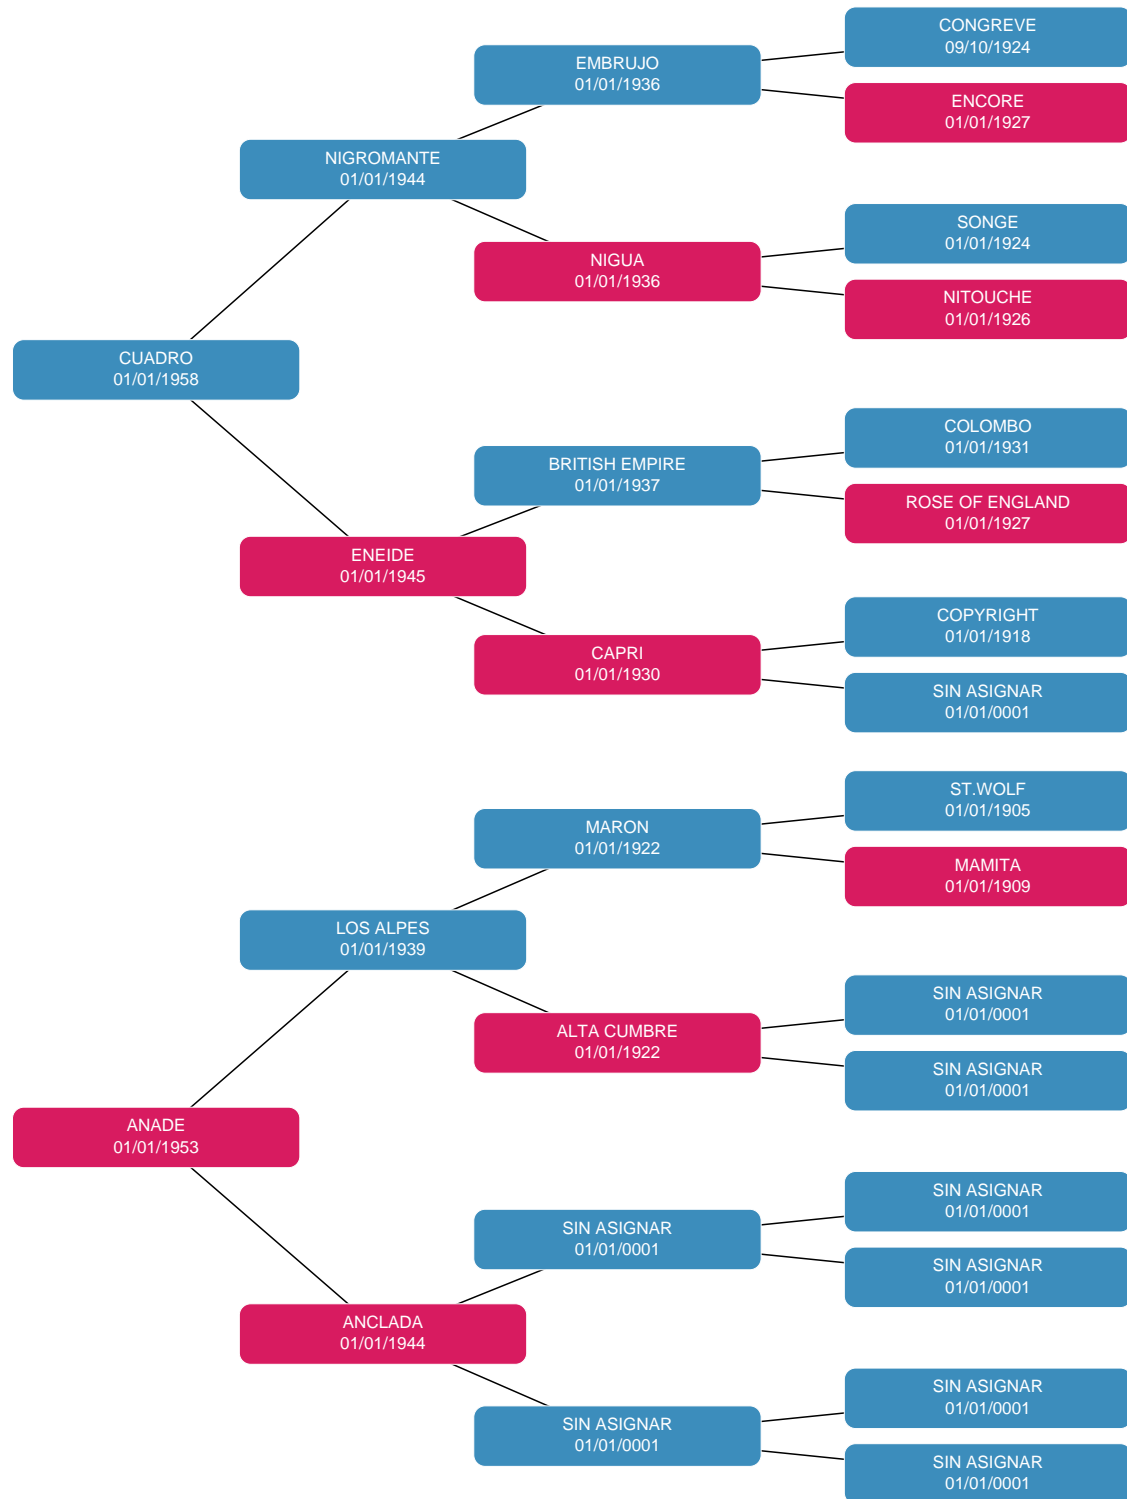 CONGREVE
09/10/1924
EMBRUJO
01/01/1936
ENCORE
01/01/1927
NIGROMANTE
01/01/1944
SONGE
01/01/1924
NIGUA
01/01/1936
NITOUCHE
01/01/1926
CUADRO
01/01/1958
COLOMBO
01/01/1931
BRITISH EMPIRE
01/01/1937
ROSE OF ENGLAND
01/01/1927
ENEIDE
01/01/1945
COPYRIGHT
01/01/1918
CAPRI
01/01/1930
SIN ASIGNAR
01/01/0001
ST.WOLF
01/01/1905
MARON
01/01/1922
MAMITA
01/01/1909
LOS ALPES
01/01/1939
SIN ASIGNAR
01/01/0001
ALTA CUMBRE
01/01/1922
SIN ASIGNAR
01/01/0001
ANADE
01/01/1953
SIN ASIGNAR
01/01/0001
SIN ASIGNAR
01/01/0001
SIN ASIGNAR
01/01/0001
ANCLADA
01/01/1944
SIN ASIGNAR
01/01/0001
SIN ASIGNAR
01/01/0001
SIN ASIGNAR
01/01/0001